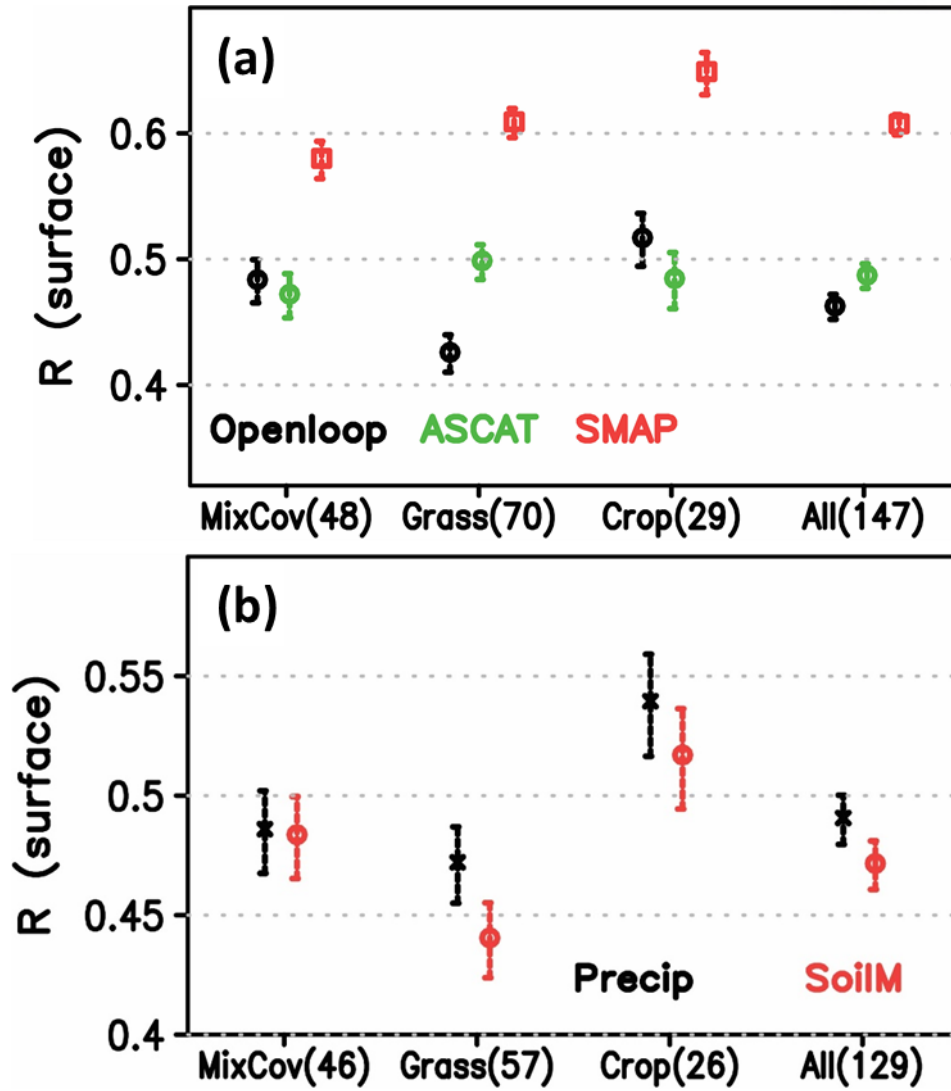 (a)
R (surface)
0.6
0.5
0.4
Openloop ASCAT SMAP
MixCov(48) Grass(70) Crop(29) All(147)
(b)
R (surface)
0.55
0.5
0.45
0.4
Precip SoilM
MixCov(46) Grass(57) Crop(26) All(129)